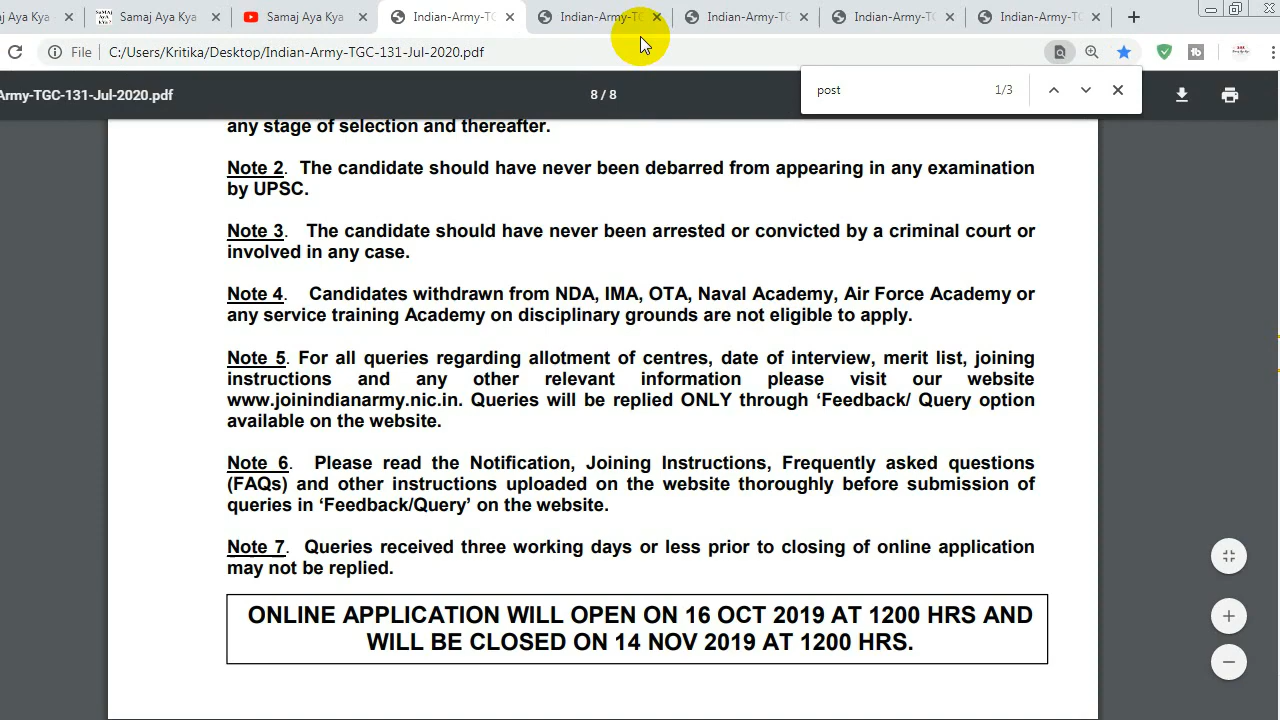 j Aya Kya
Samaj Aya Kya
Samaj Aya Kya
Indian-Army-TG
Indian-Army-TG
Indian-Army-TG
Indian-Army-TG
Indian-Army-TG
File
C:/Users/Kritika/Desktop/Indian-Army-TGC-131-Jul-2020.pdf
post
1/3
Army-TGC-131-Jul-2020.pdf
8 / 8
any stage of selection and thereafter.
Note 2. The candidate should have never been debarred from appearing in any examination
by UPSC.
Note 3. The candidate should have never been arrested or convicted by a criminal court or
involved in any case.
Note 4. Candidates withdrawn from NDA, IMA, OTA, Naval Academy, Air Force Academy or
any service training Academy on disciplinary grounds are not eligible to apply.
Note 5. For all queries regarding allotment of centres, date of interview, merit list, joining
instructions and any other relevant information please visit our website
www.joinindianarmy.nic.in. Queries will be replied ONLY through ‘Feedback/ Query option
available on the website.
Note 6. Please read the Notification, Joining Instructions, Frequently asked questions
(FAQs) and other instructions uploaded on the website thoroughly before submission of
queries in ‘Feedback/Query’ on the website.
Note 7. Queries received three working days or less prior to closing of online application
may not be replied.
ONLINE APPLICATION WILL OPEN ON 16 OCT 2019 AT 1200 HRS AND
WILL BE CLOSED ON 14 NOV 2019 AT 1200 HRS.